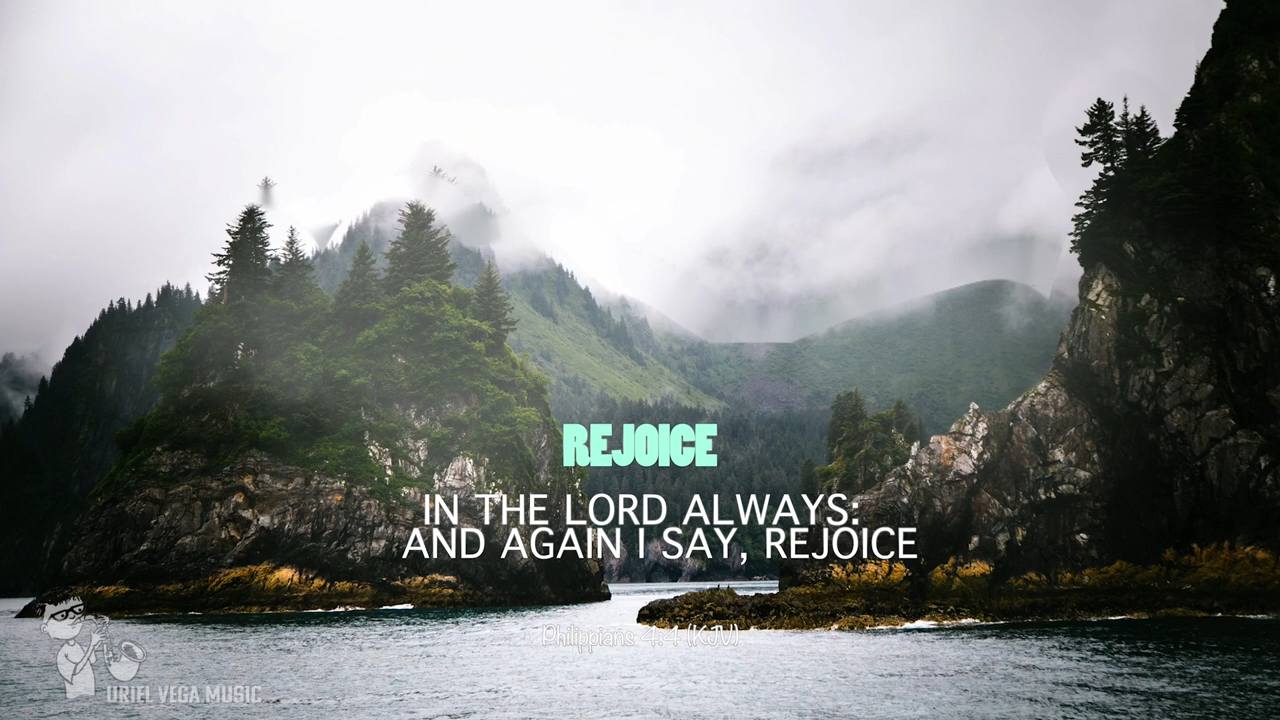 REJOICE
IN THE LORD ALWAYS:
AND AGAIN I SAY, REJOICE
Philippians 4:4 (KJV)
URIEL VEGA MUSIC